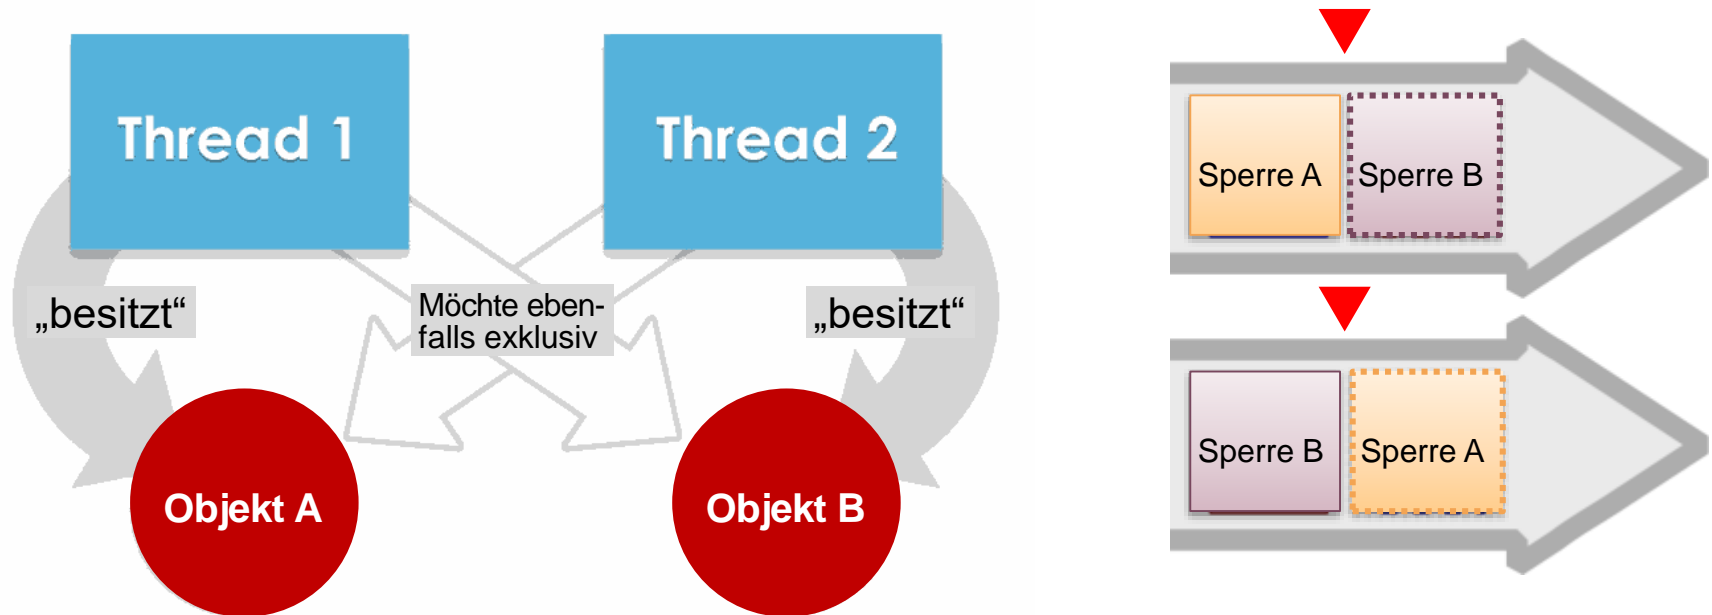 Thread 1
Thread 2
„besitzt“
Möchte eben-
falls exklusiv
„besitzt“
Objekt A
Objekt B
Sperre A
Sperre B
Sperre B
Sperre A